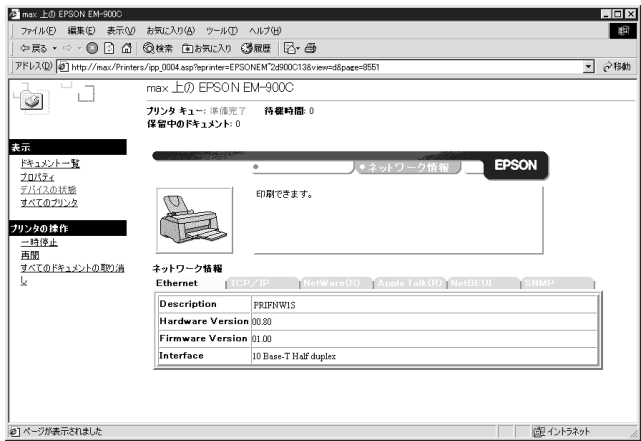 max 上の EPSON EM-900C
ファイル(F) 編集(E) 表示(V) お気に入り(A) ツール(T) ヘルプ(H)
戻る 検索 お気に入り 履歴
アドレス(D) http://max/Printers/ipp_0004.asp?eprinter=EPSONEM~2d900C13&view=d&page=8551 移動
max 上の EPSON EM-900C
プリンタ キュー: 準備完了 待機時間: 0
保留中のドキュメント: 0
表示
ドキュメント一覧
プロパティ
デバイスの状態
すべてのプリンタ
プリンタの操作
一時停止
再開
すべてのドキュメントの取り消
し
ネットワーク情報 EPSON
印刷できます。
ネットワーク情報
Ethernet TCP/IP NetWare(R) AppleTalk(R) NetBEUI SNMP
Description PRIFNW1S
Hardware Version 00.80
Firmware Version 01.00
Interface 10 Base-T Half duplex
ページが表示されました イントラネット